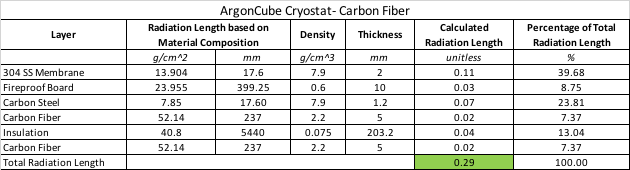 ArgonCube Cryostat- Carbon Fiber
Layer Radiation Length based on Material Composition Density Thickness Calculated Radiation Length Percentage of Total Radiation Length
g/cm^2 mm g/cm^3 mm unitless %
304 SS Membrane 13.904 17.6 7.9 2 0.11 39.68
Fireproof Board 23.955 399.25 0.6 10 0.03 8.75
Carbon Steel 7.85 17.60 7.9 1.2 0.07 23.81
Carbon Fiber 52.14 237 2.2 5 0.02 7.37
Insulation 40.8 5440 0.075 203.2 0.04 13.04
Carbon Fiber 52.14 237 2.2 5 0.02 7.37
Total Radiation Length 0.29 100.00